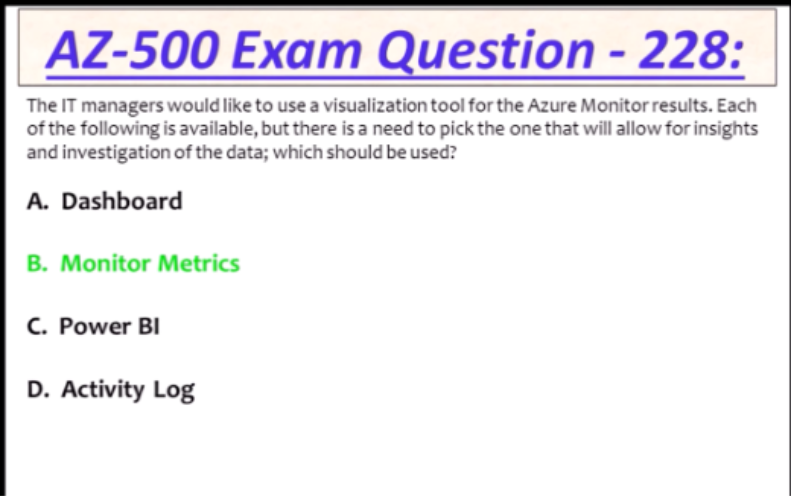 AZ-500 Exam Question - 228:
The IT managers would like to use a visualization tool for the Azure Monitor results. Each
of the following is available, but there is a need to pick the one that will allow for insights
and investigation of the data; which should be used?
A. Dashboard
B. Monitor Metrics
C. Power BI
D. Activity Log